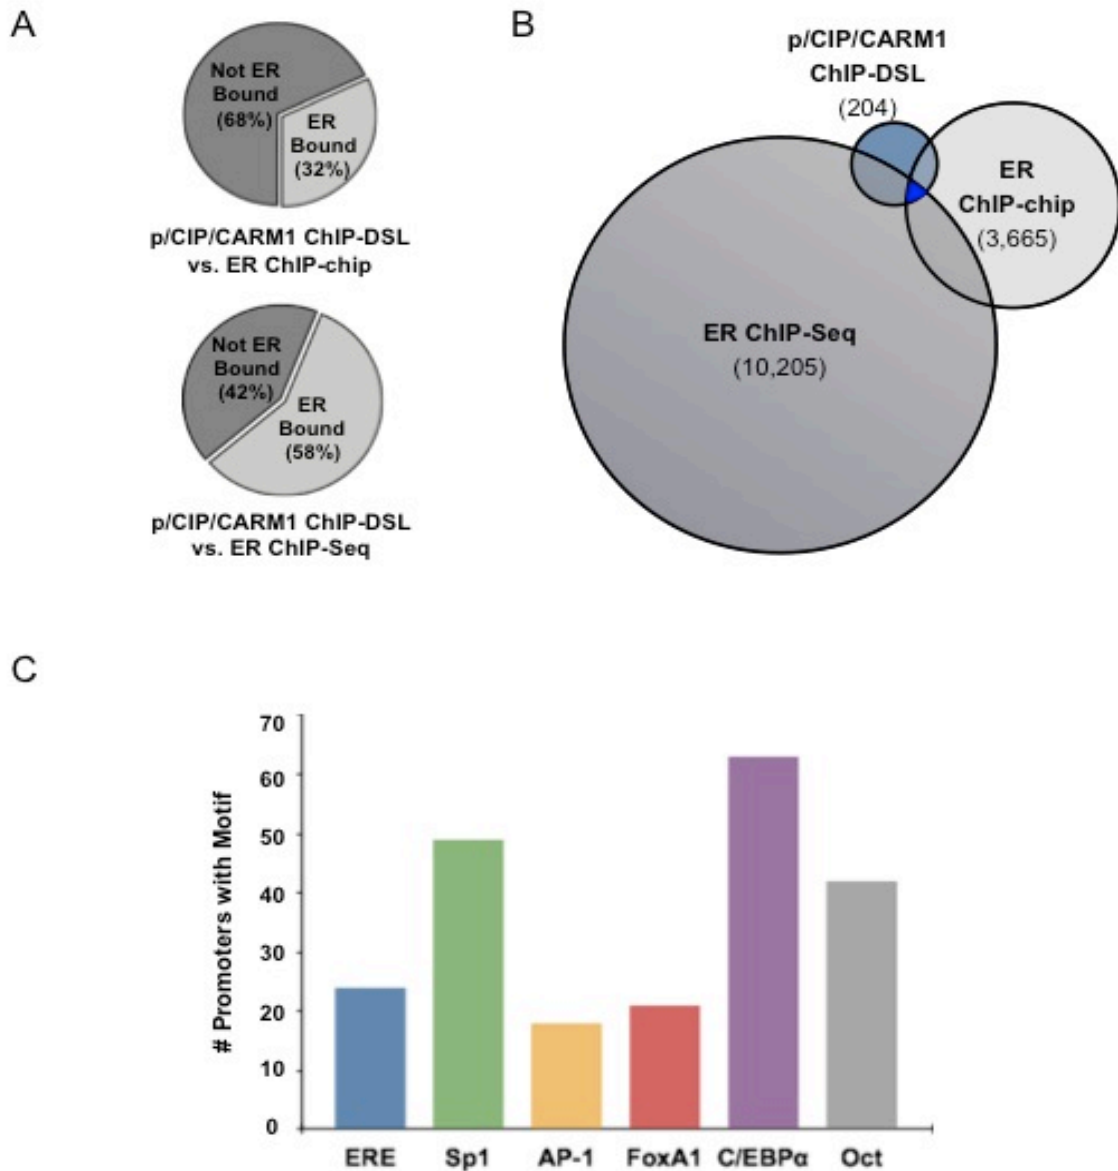 A
Not ER
Bound
(68%)
ER
Bound
(32%)
p/CIP/CARM1 ChIP-DSL
vs. ER ChIP-chip
Not ER
Bound
(42%)
ER
Bound
(58%)
p/CIP/CARM1 ChIP-DSL
vs. ER ChIP-Seq
B
p/CIP/CARM1
ChIP-DSL
(204)
ER
ChIP-chip
(3,665)
ER ChIP-Seq
(10,205)
C
# Promoters with Motif
70
60
50
40
30
20
10
0
ERE Sp1 AP-1 FoxA1 C/EBPα Oct